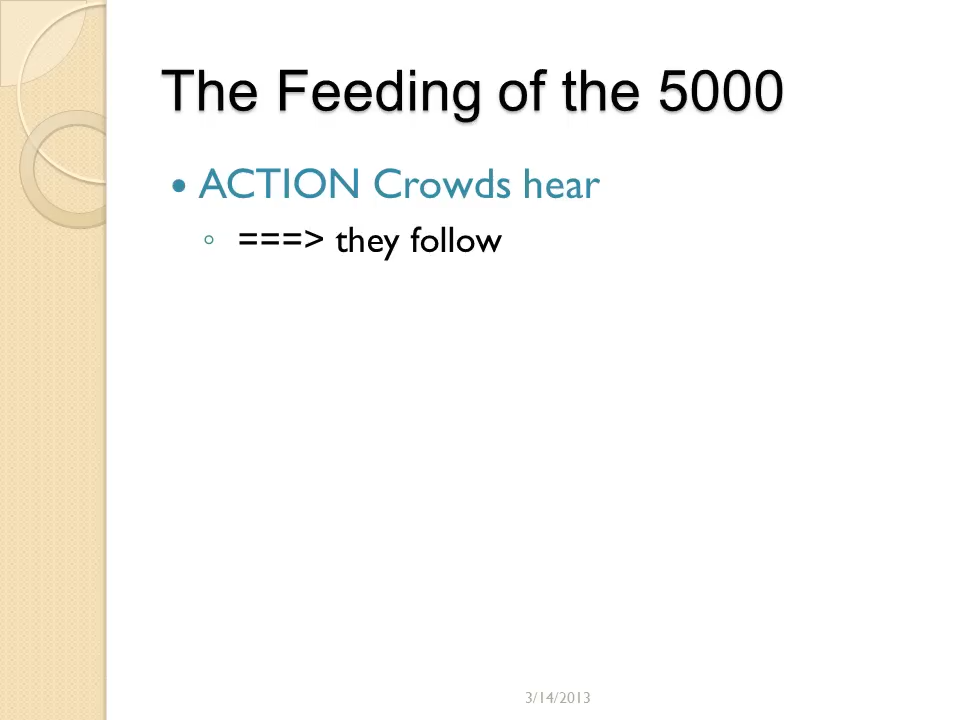 The Feeding of the 5000
• ACTION Crowds hear
◦ ===> they follow
3/14/2013